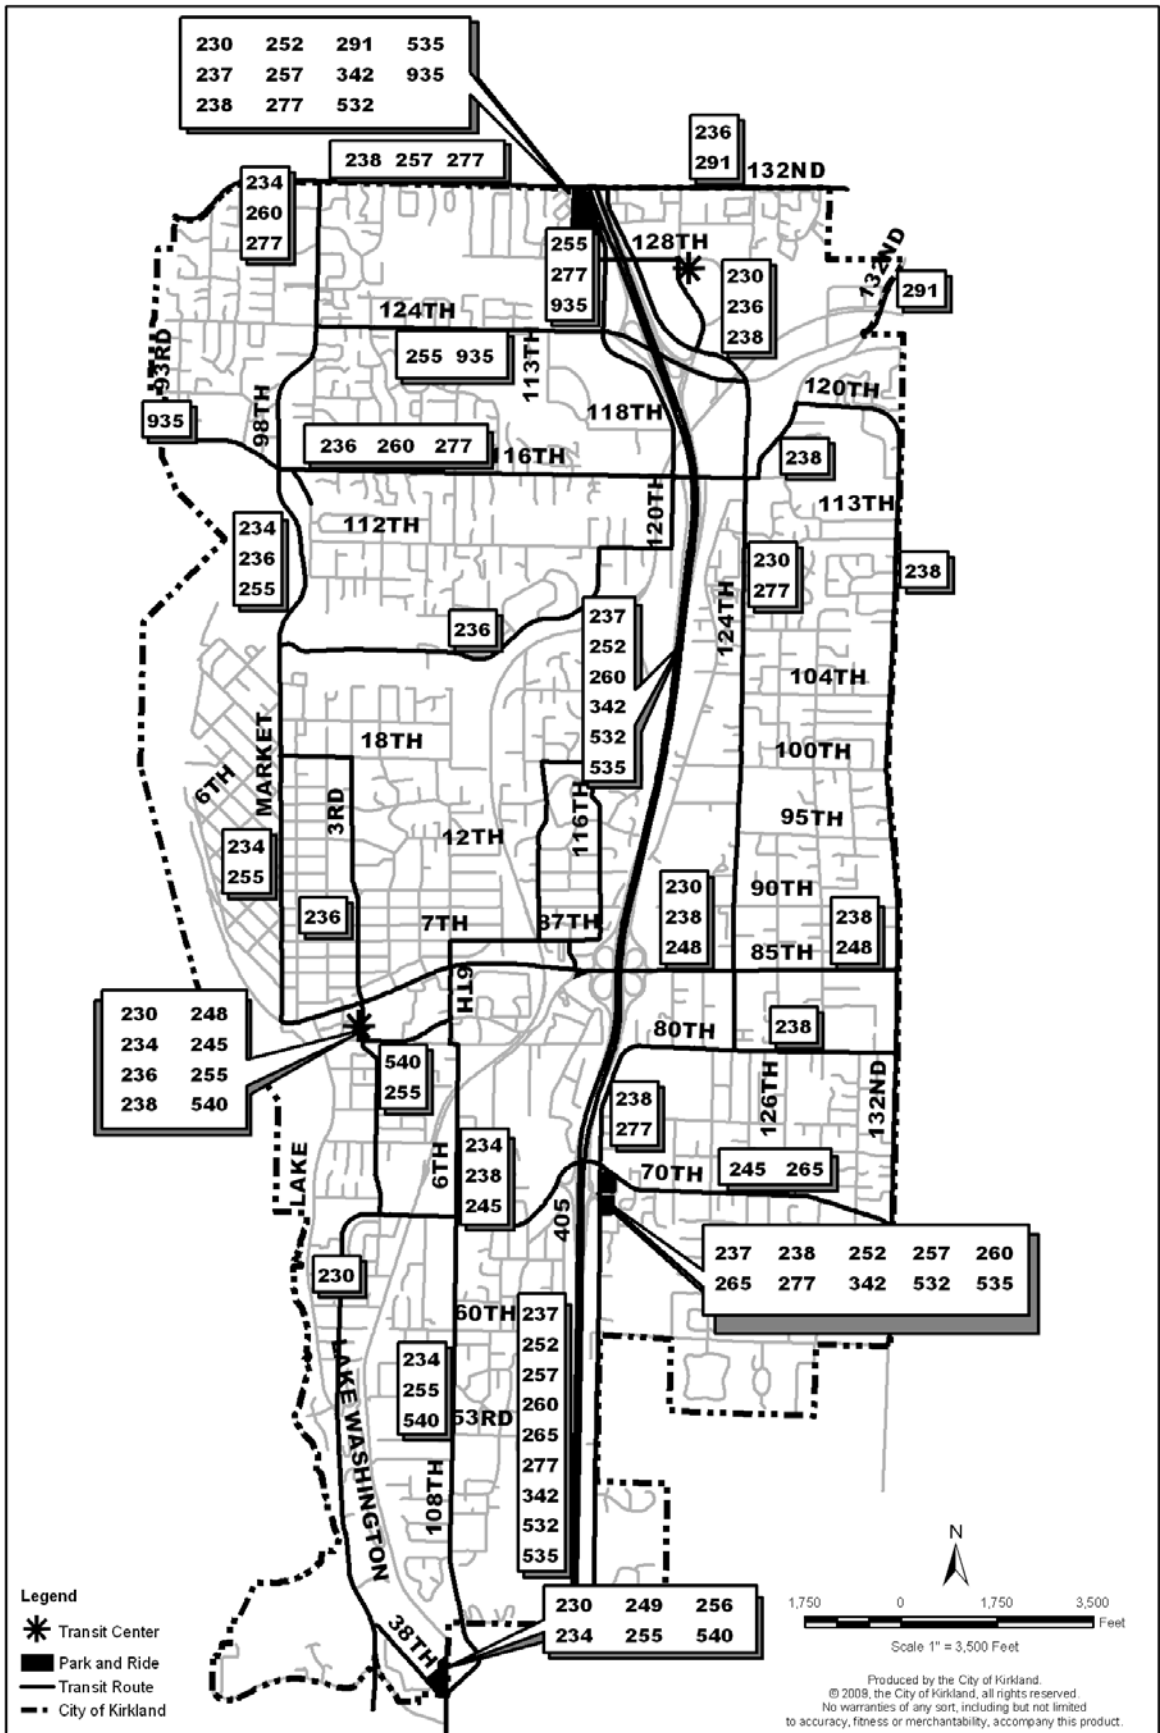 230 252 291 535
237 257 342 935
238 277 532
236
291
238 257 277
132ND
234
260
277
255
277
935
128TH
132ND
291
230
236
238
124TH
93RD
255 935
113TH
120TH
98TH
118TH
935
236 260 277
116TH
238
120TH
113TH
112TH
234
236
255
230
277
238
124TH
236
237
252
260
342
532
535
104TH
MARKET
18TH
100TH
6TH
3RD
116TH
95TH
12TH
234
255
230
238
248
90TH
238
248
236
7TH
87TH
85TH
6TH
230 248
234 245
236 255
238 540
80TH
238
540
255
126TH
132ND
238
277
LAKE
6TH
234
238
245
70TH
245 265
405
237 238 252 257 260
265 277 342 532 535
230
60TH
237
252
257
260
265
277
342
532
535
LAKE WASHINGTON
234
255
540
53RD
108TH
38TH
230 249 256
234 255 540
N
1,750 0 1,750 3,500
Feet
Scale 1" = 3,500 Feet
Legend
Transit Center
Park and Ride
Transit Route
City of Kirkland
Produced by the City of Kirkland.
© 2009, the City of Kirkland, all rights reserved.
No warranties of any sort, including but not limited
to accuracy, fitness or merchantability, accompany this product.